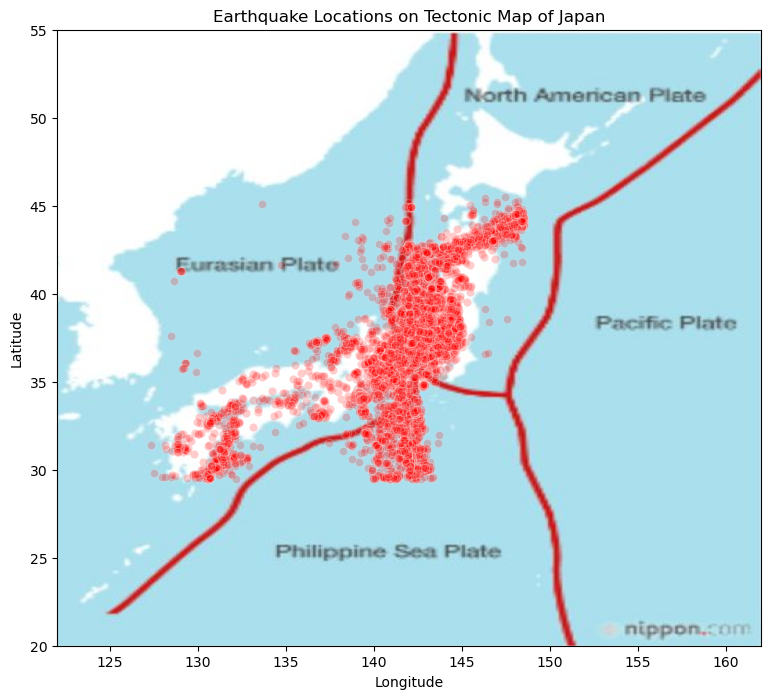 Earthquake Locations on Tectonic Map of Japan
55
50
45
40
35
30
25
20
Latitude
North American Plate
Eurasian Plate
Pacific Plate
Philippine Sea Plate
nippon.com
125
130
135
140
145
150
155
160
Longitude